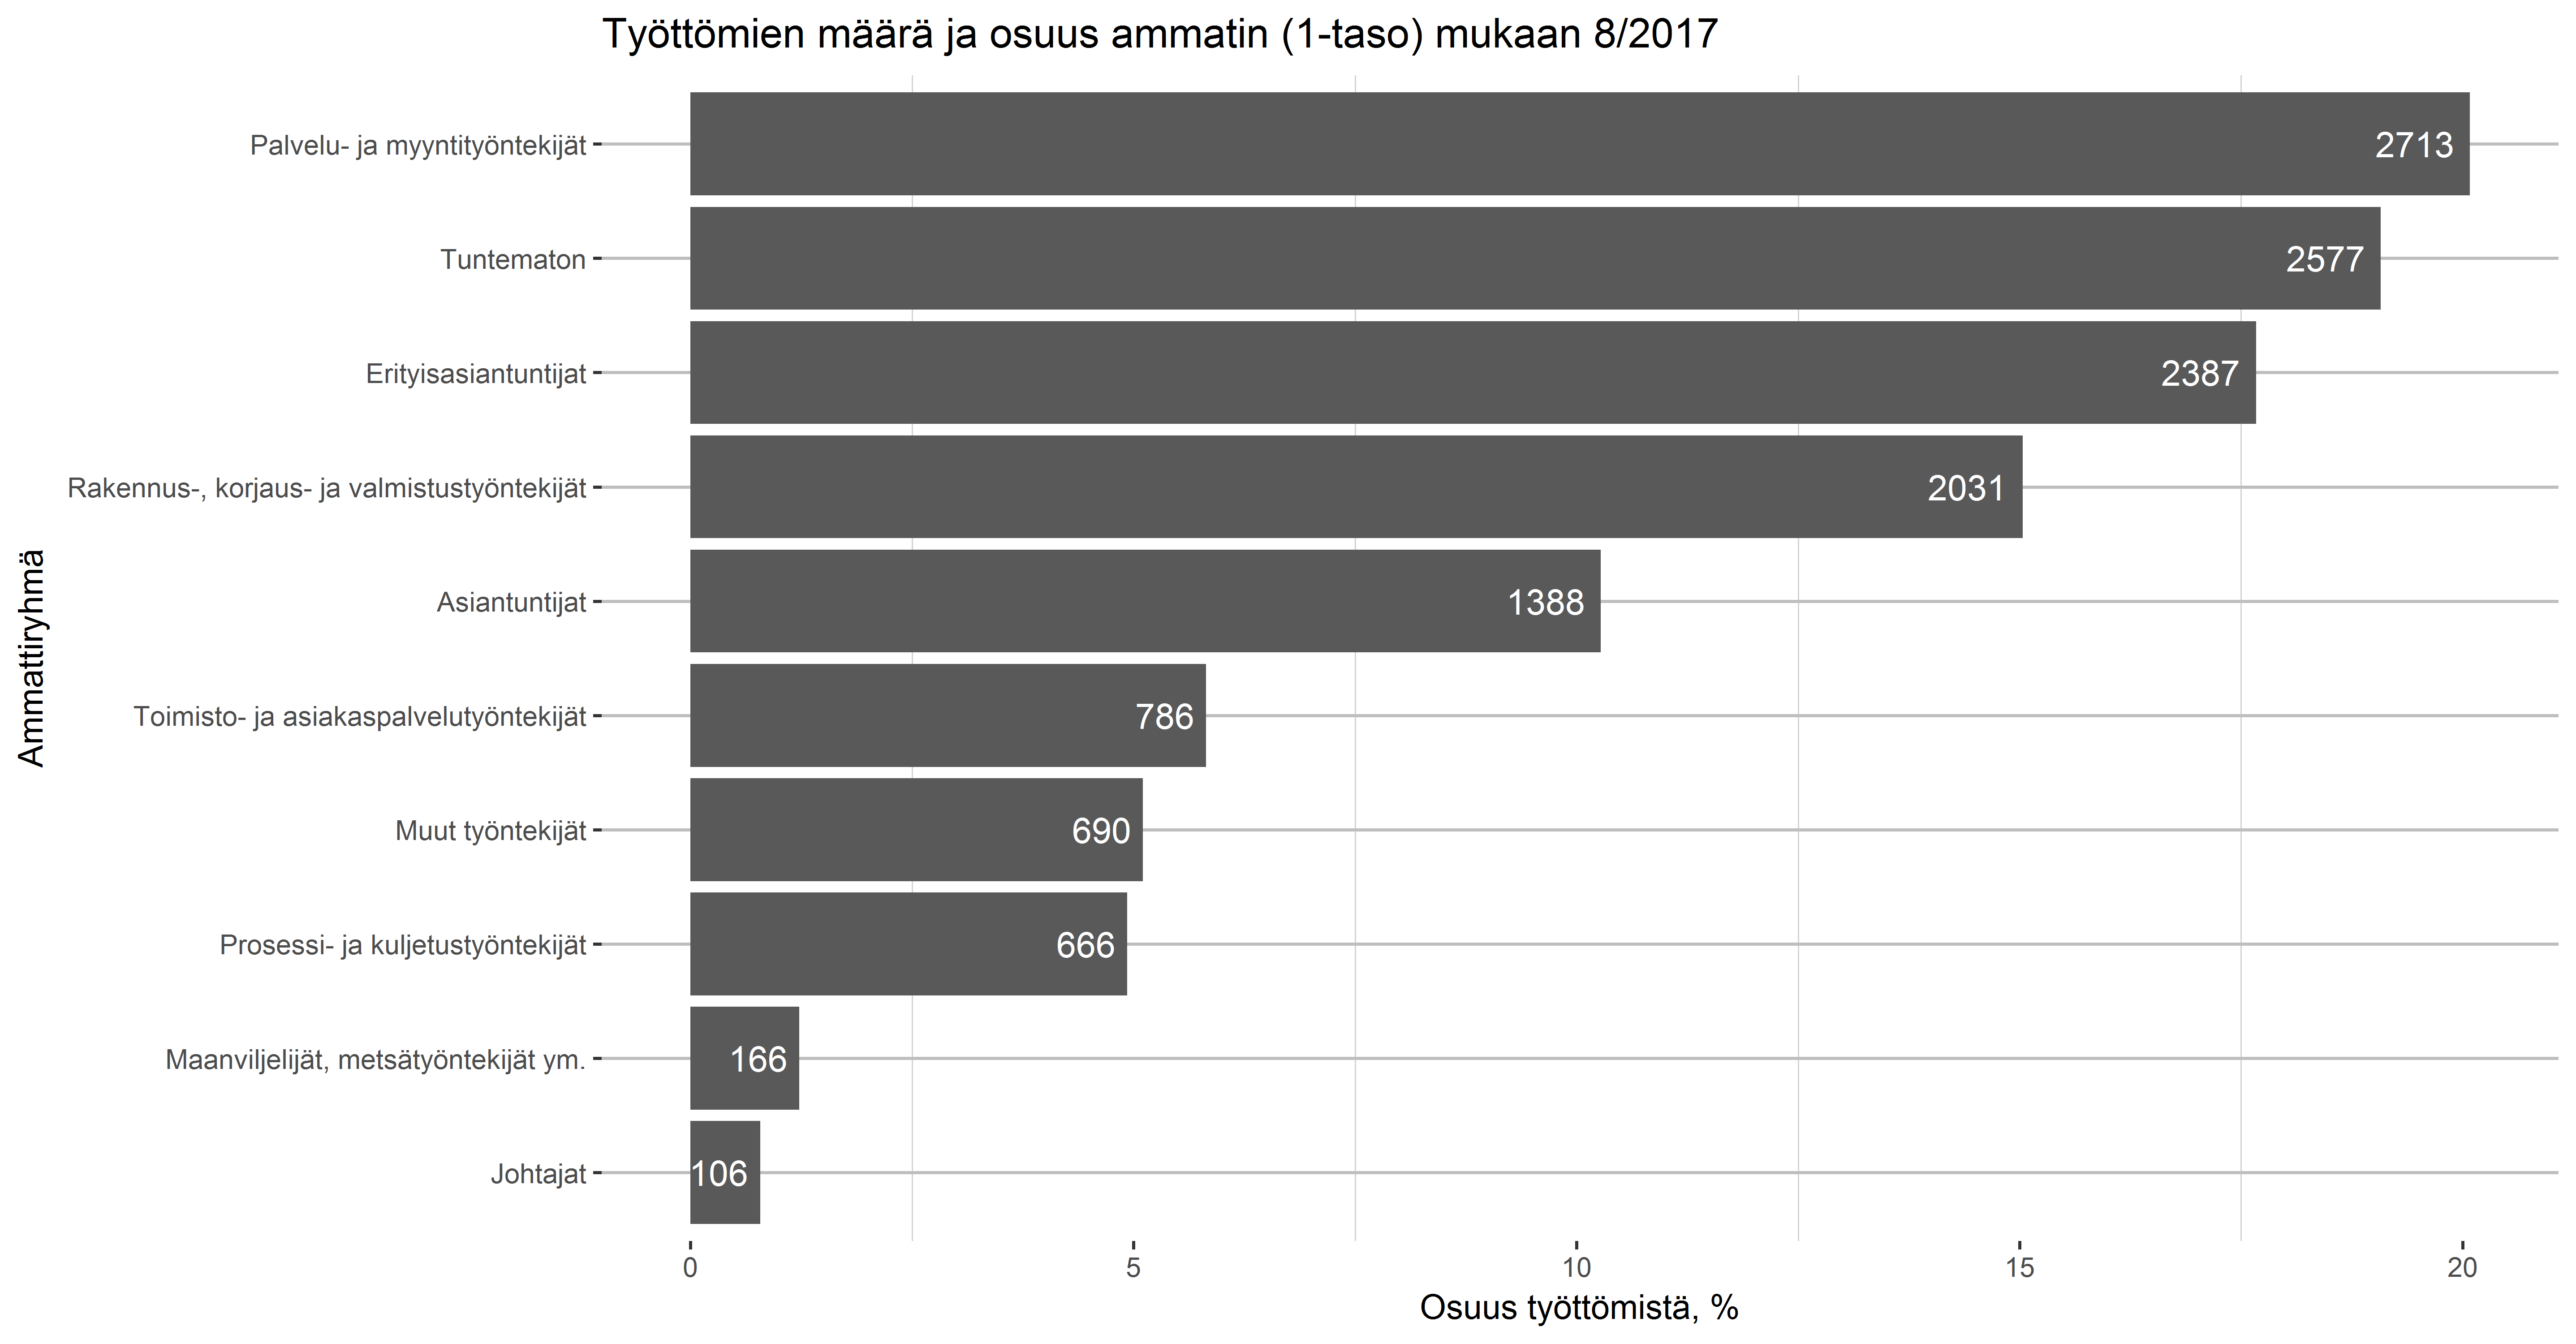 Työttömien määrä ja osuus ammatin (1-taso) mukaan 8/2017
Ammattiryhmä
Palvelu- ja myyntityöntekijät 2713
Tuntematon 2577
Erityisasiantuntijat 2387
Rakennus-, korjaus- ja valmistustyöntekijät 2031
Asiantuntijat 1388
Toimisto- ja asiakaspalvelutyöntekijät 786
Muut työntekijät 690
Prosessi- ja kuljetustyöntekijät 666
Maanviljelijät, metsätyöntekijät ym. 166
Johtajat 106
0 5 10 15 20
Osuus työttömistä, %